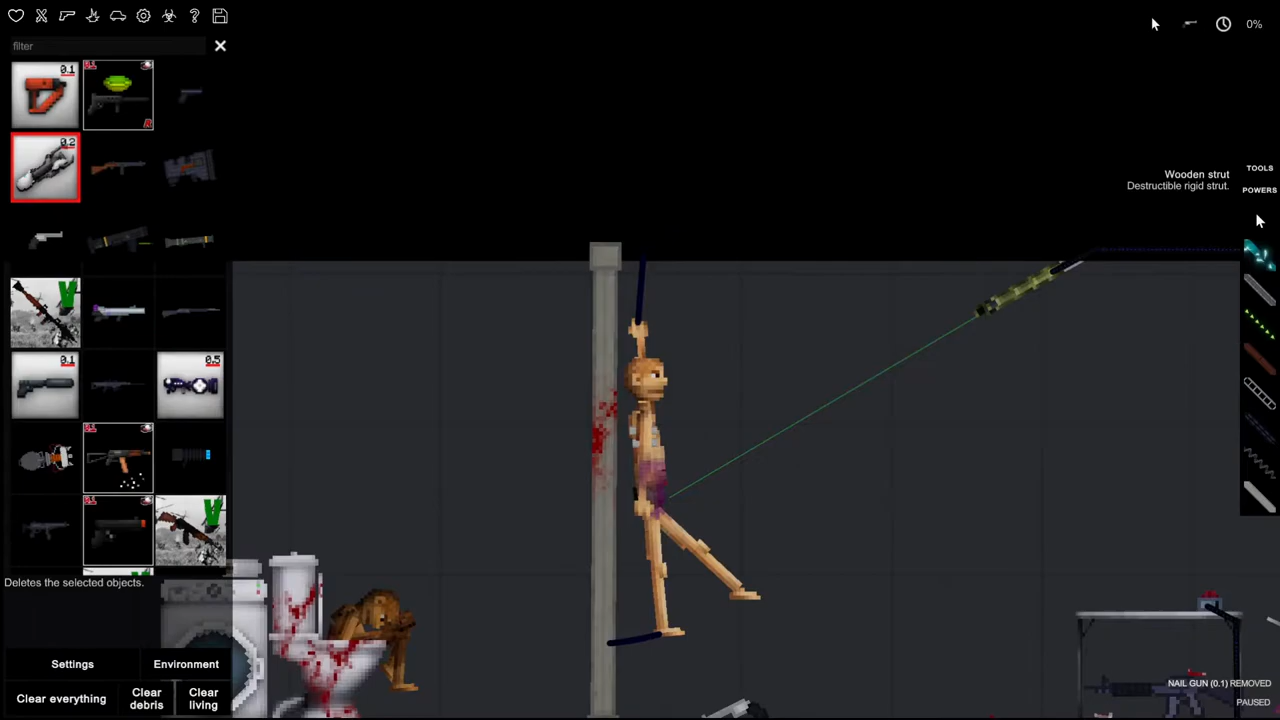 0%
filter
0.1
0.2
TOOLS
Wooden strut
POWERS
Destructible rigid strut.
V
0.1
0.5
V
Deletes the selected objects.
Settings
Environment
NAIL GUN (0.1) REMOVED
Clear everything
Clear debris
Clear living
PAUSED